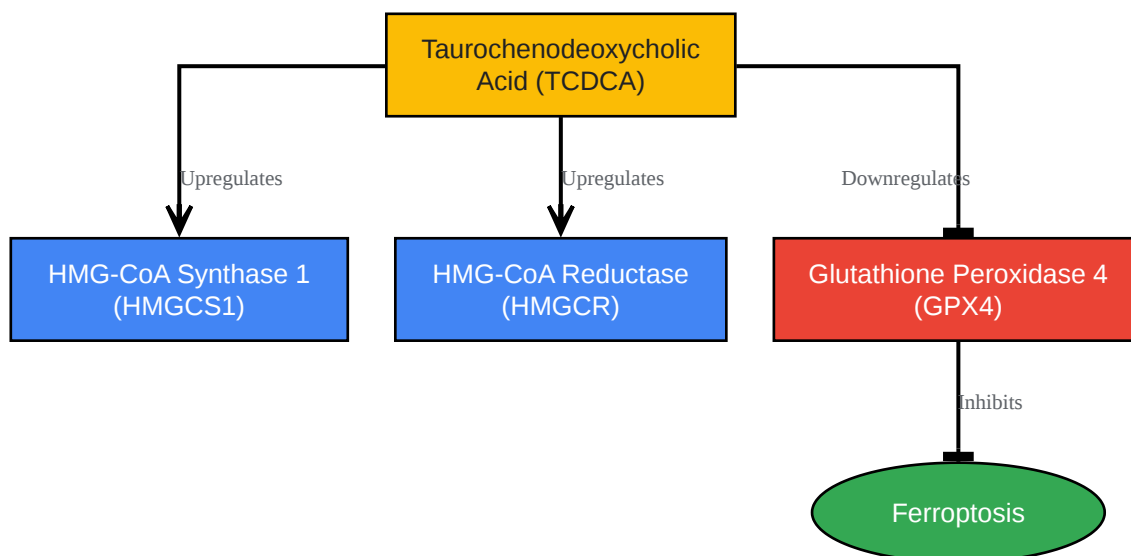 Taurochenodeoxycholic
Acid (TCDCA)
Upregulates
Upregulates
Downregulates
HMG-CoA Synthase 1
(HMGCS1)
HMG-CoA Reductase
(HMGCR)
Glutathione Peroxidase 4
(GPX4)
Inhibits
Ferroptosis